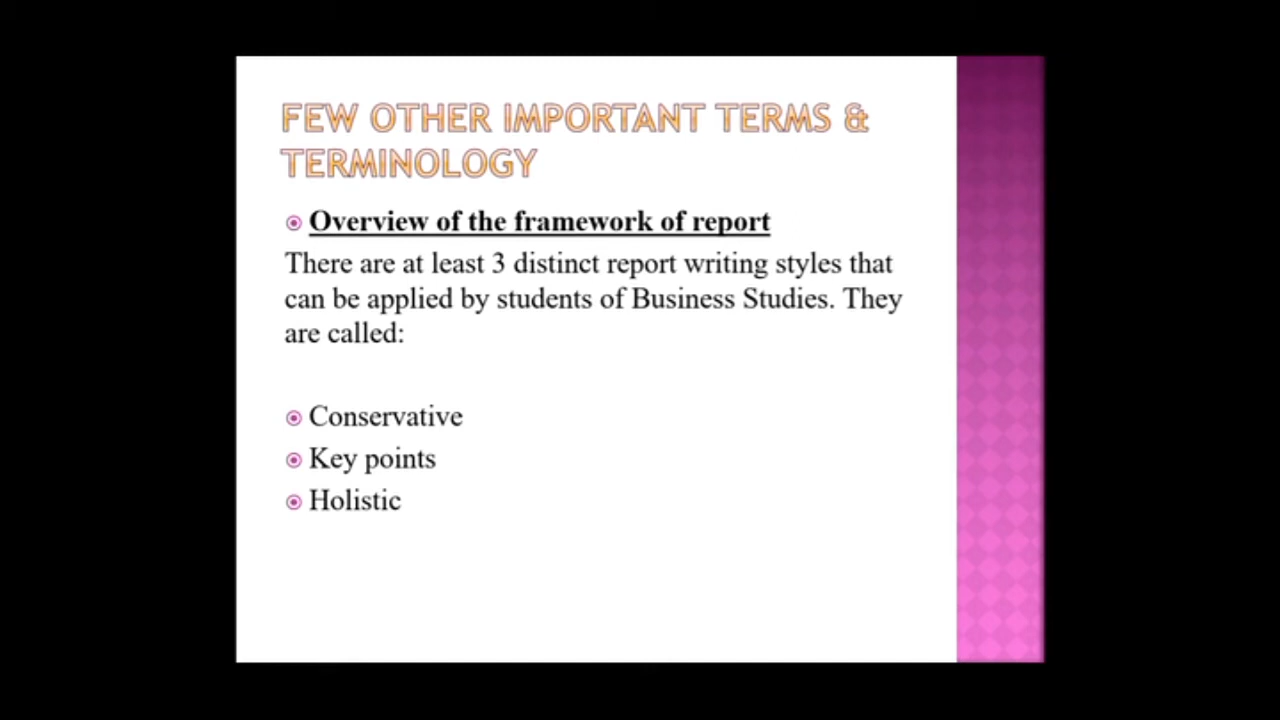 FEW OTHER IMPORTANT TERMS &
TERMINOLOGY
Overview of the framework of report
There are at least 3 distinct report writing styles that
can be applied by students of Business Studies. They
are called:
Conservative
Key points
Holistic